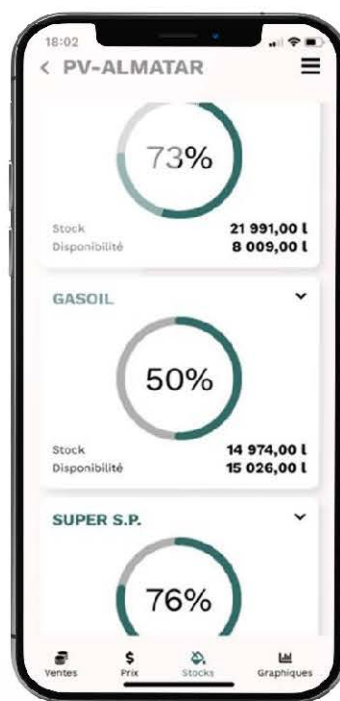 18:02
< PV-ALMATAR
73%
Stock 21 991,00 l
Disponibilité 8 009,00 l
GASOIL
50%
Stock 14 974,00 l
Disponibilité 15 026,00 l
SUPER S.P.
76%
Ventes $ Prix Stocks Graphiques